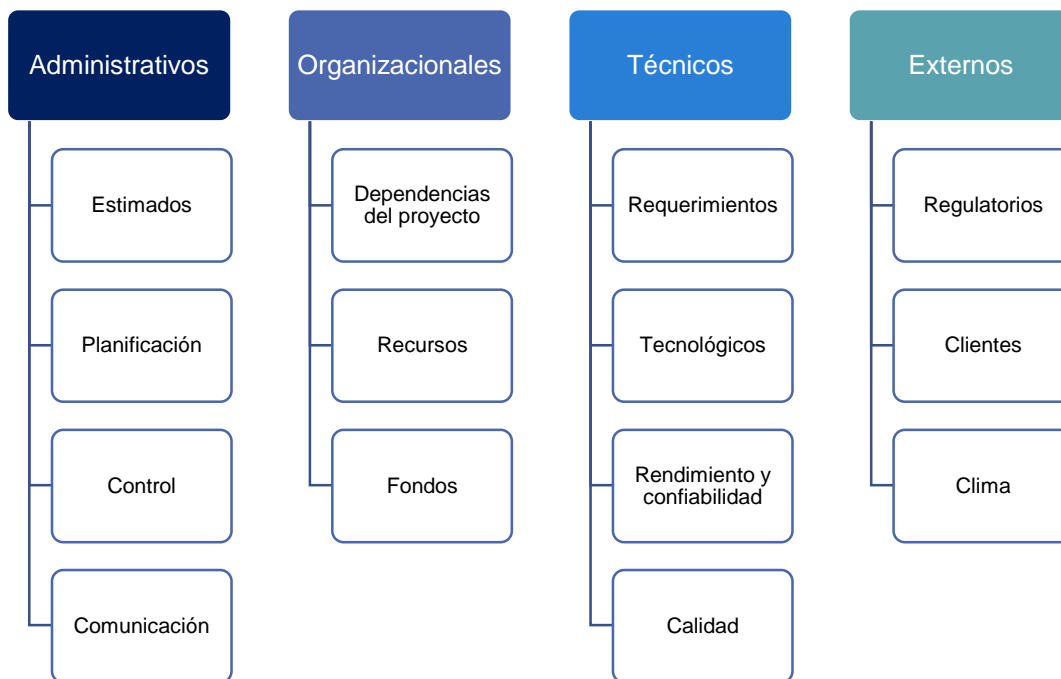 Administrativos
Estimados
Planificación
Control
Comunicación
Organizacionales
Dependencias
del proyecto
Recursos
Fondos
Técnicos
Requerimientos
Tecnológicos
Rendimiento y
confiabilidad
Calidad
Externos
Regulatorios
Clientes
Clima